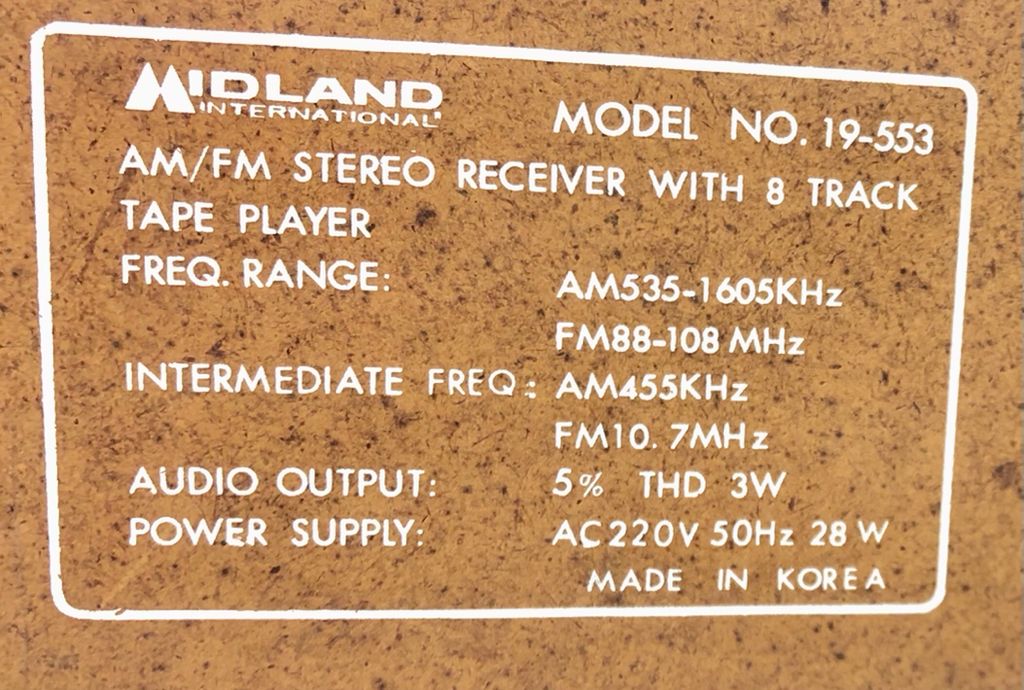 MIDLAND
INTERNATIONAL
MODEL NO. 19-553
AM/FM STEREO RECEIVER WITH 8 TRACK
TAPE PLAYER
FREQ. RANGE: AM535-1605KHz
FM88-108 MHz
INTERMEDIATE FREQ.: AM455KHz
FM10.7MHz
AUDIO OUTPUT: 5% THD 3W
POWER SUPPLY: AC220V 50Hz 28W
MADE IN KOREA